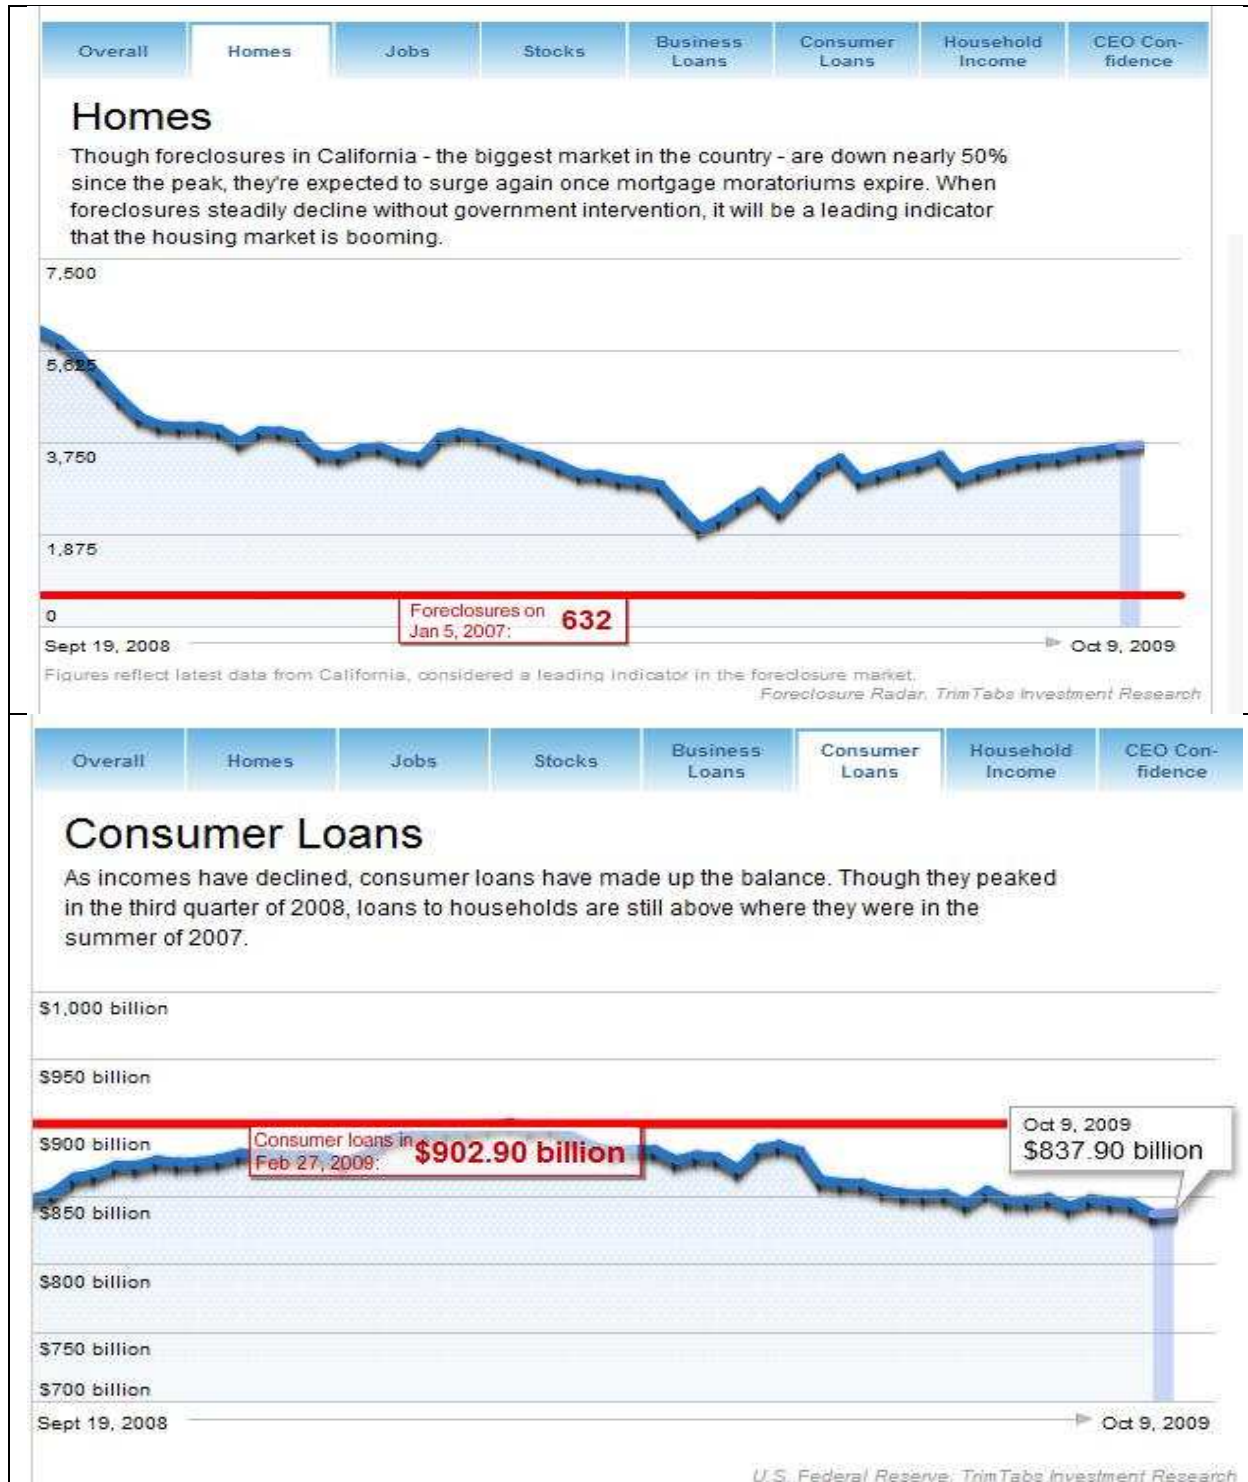 Overall Homes Jobs Stocks Business Loans Consumer Loans Household Income CEO Con-fidence
Homes
Though foreclosures in California - the biggest market in the country - are down nearly 50%
since the peak, they're expected to surge again once mortgage moratoriums expire. When
foreclosures steadily decline without government intervention, it will be a leading indicator
that the housing market is booming.
7,500
5,625
3,750
1,875
0
Foreclosures on
Jan 5, 2007: 632
Sept 19, 2008 Oct 9, 2009
Figures reflect latest data from California, considered a leading indicator in the foreclosure market.
Foreclosure Radar, TrimTabs Investment Research
Overall Homes Jobs Stocks Business Loans Consumer Loans Household Income CEO Con-fidence
Consumer Loans
As incomes have declined, consumer loans have made up the balance. Though they peaked
in the third quarter of 2008, loans to households are still above where they were in the
summer of 2007.
$1,000 billion
$950 billion
$900 billion
Consumer loans in
Feb 27, 2009: $902.90 billion
Oct 9, 2009
$837.90 billion
$850 billion
$800 billion
$750 billion
$700 billion
Sept 19, 2008 Oct 9, 2009
U.S. Federal Reserve, TrimTabs Investment Research